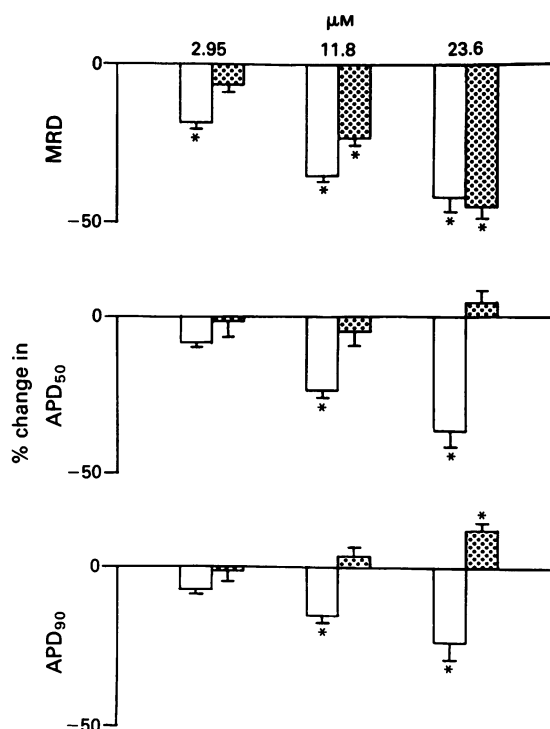 μM
2.95 11.8 23.6
0
MRD
* * * * *
-50
0
% change in
APD50
* *
-50
*
0
APD90
* *
-50